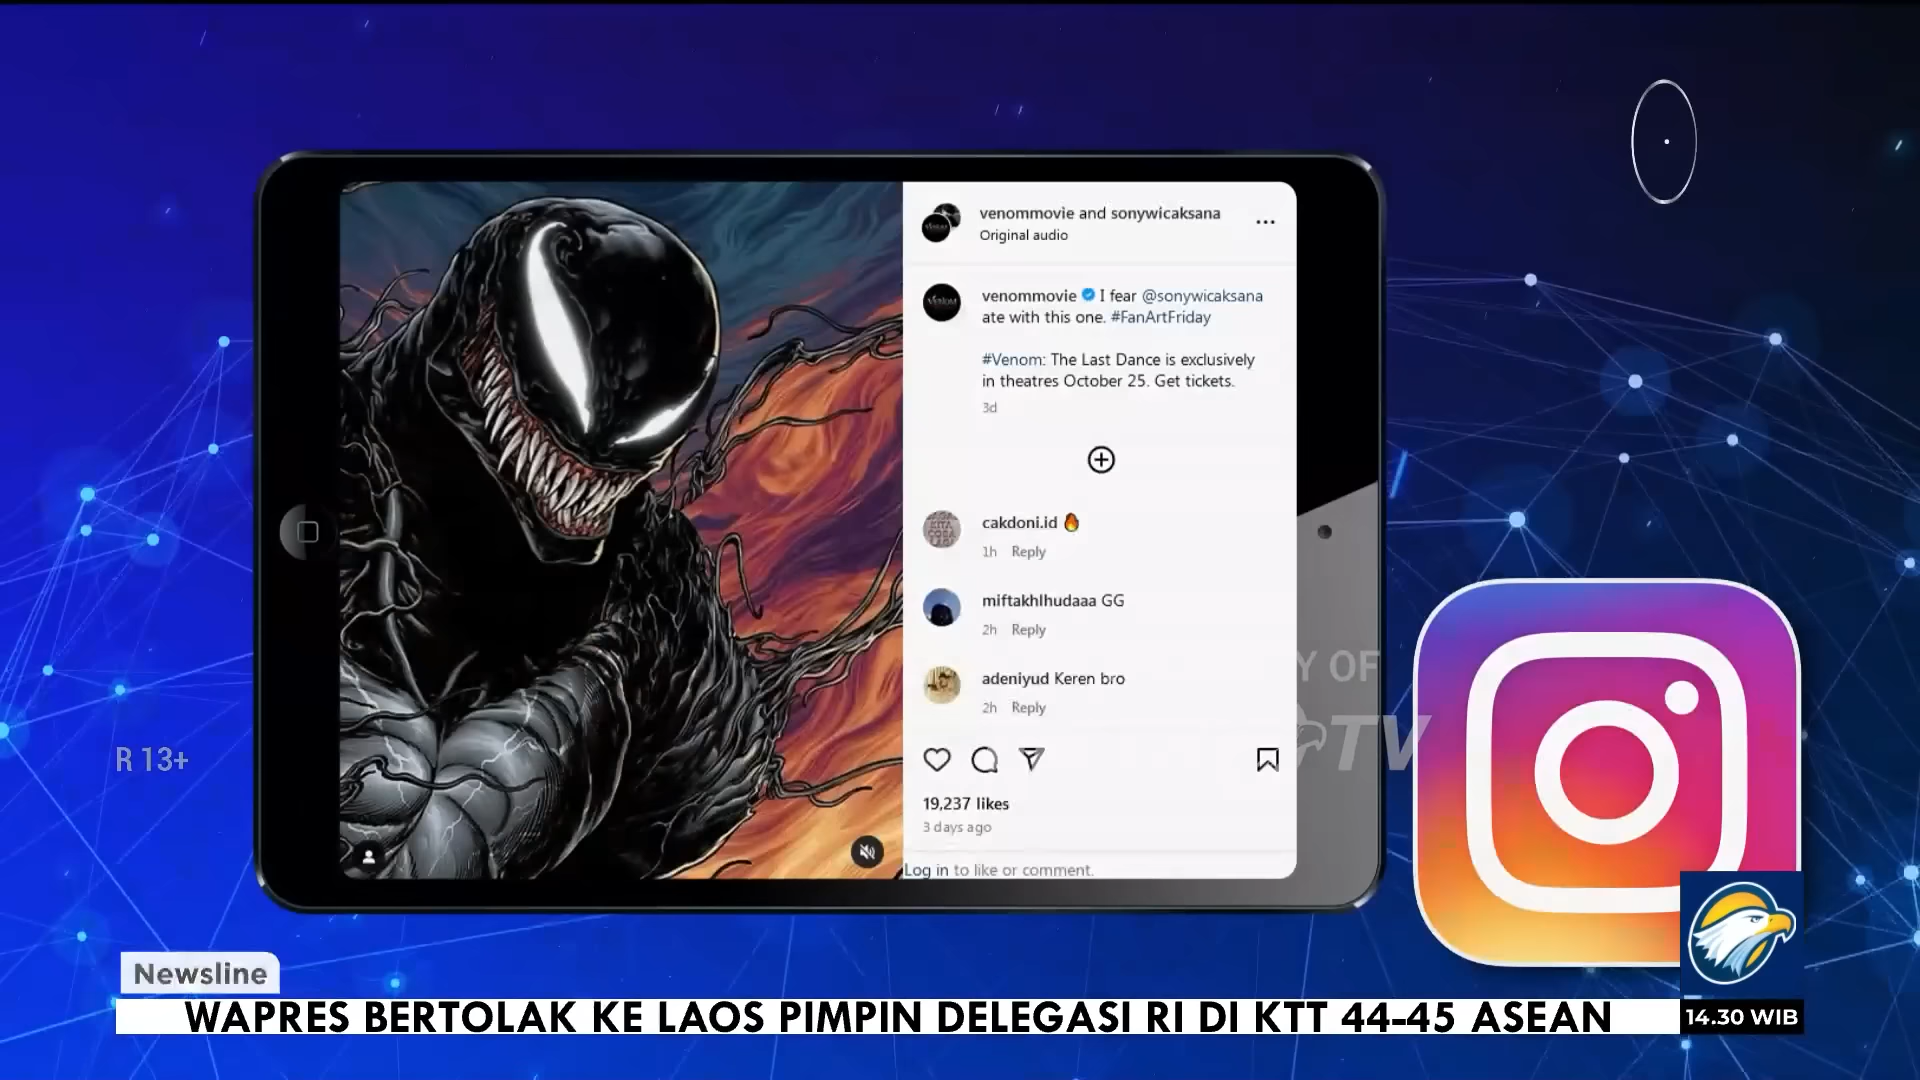 venommovie and sonywicaksana
Original audio
venommovie I fear @sonywicaksana
ate with this one. #FanArtFriday
#Venom: The Last Dance is exclusively
in theatres October 25. Get tickets.
3d
cakdoni.id 🔥
1h Reply
miftakhlhudaaa GG
2h Reply
adeniyud Keren bro
2h Reply
19,237 likes
3 days ago
Log in to like or comment.
Y OF
TV
R 13+
Newsline
WAPRES BERTOLAK KE LAOS PIMPIN DELEGASI RI DI KTT 44-45 ASEAN
14.30 WIB